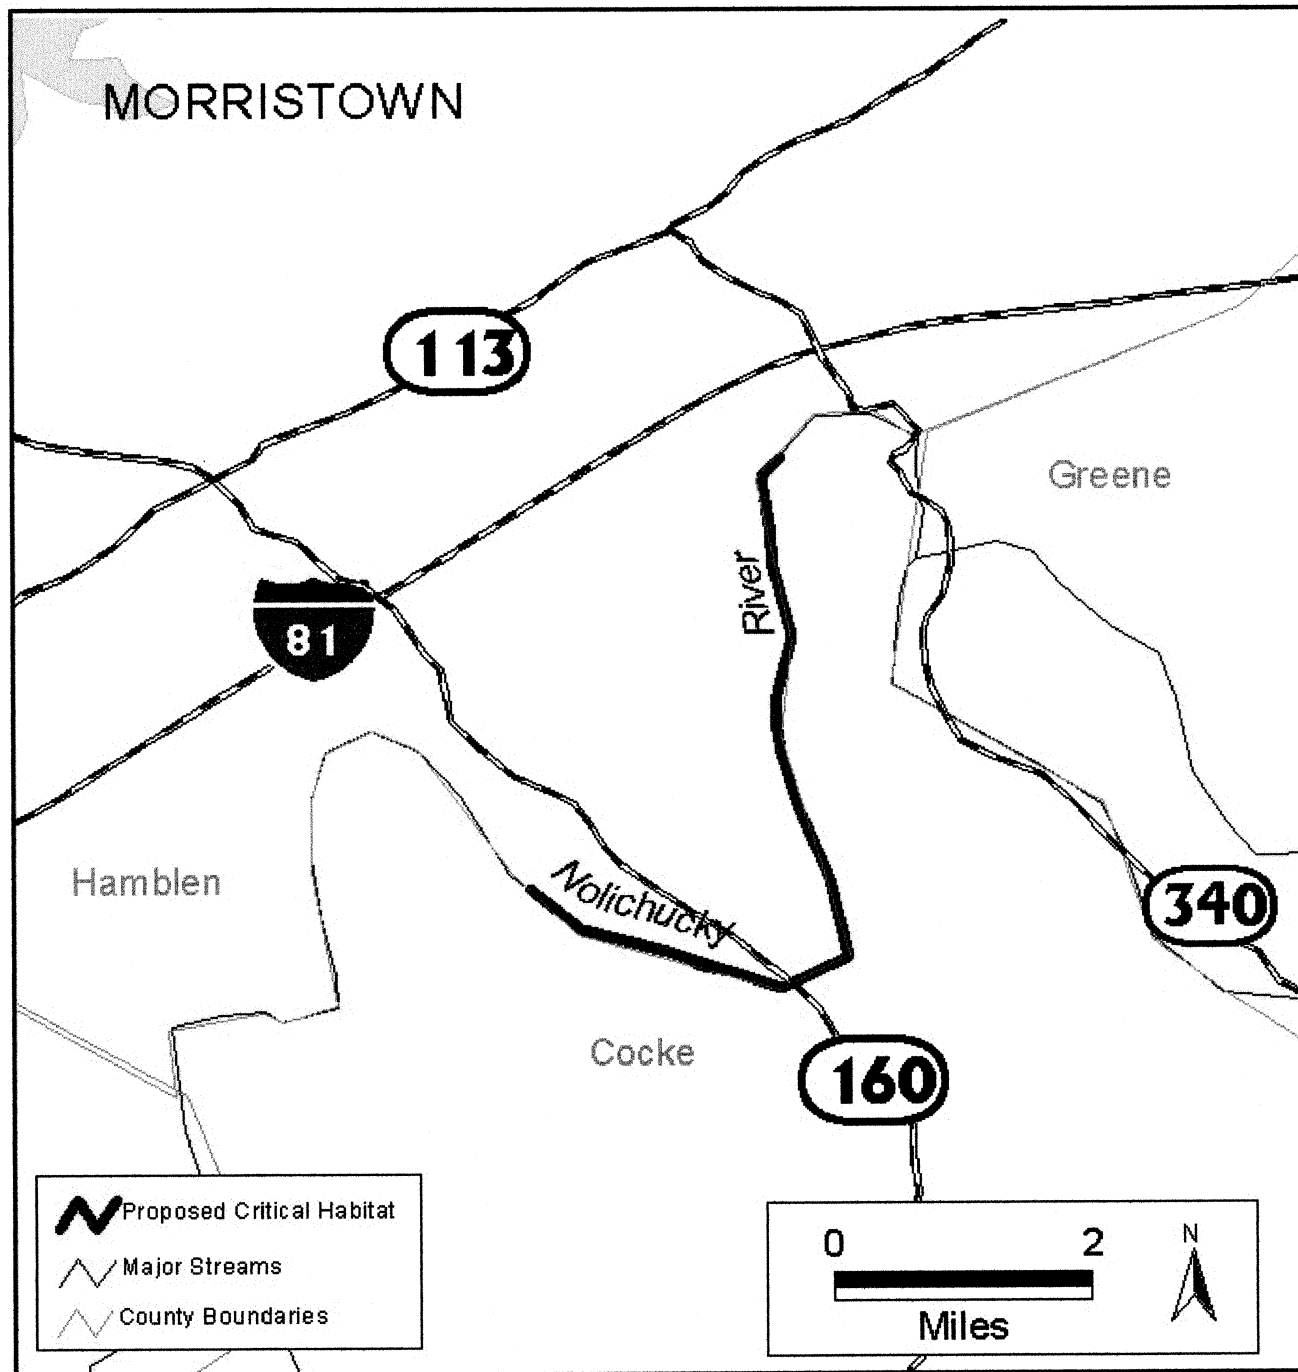 MORRISTOWN
113
Greene
River
81
Hamblen
Nolichucky
340
Cocke
160
Proposed Critical Habitat
Major Streams
County Boundaries
0 2
Miles
N